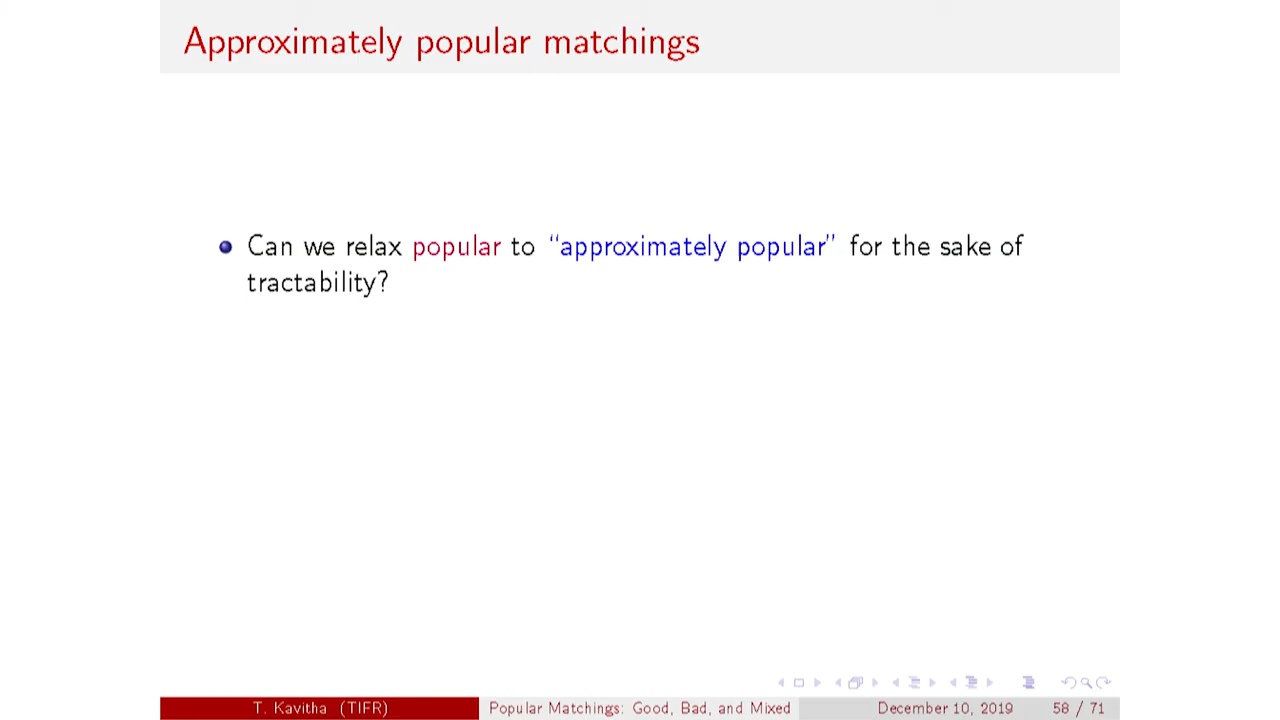 Approximately popular matchings
Can we relax popular to “approximately popular” for the sake of
tractability?
T. Kavitha (TIFR)
Popular Matchings: Good, Bad, and Mixed
December 10, 2019
58 / 71